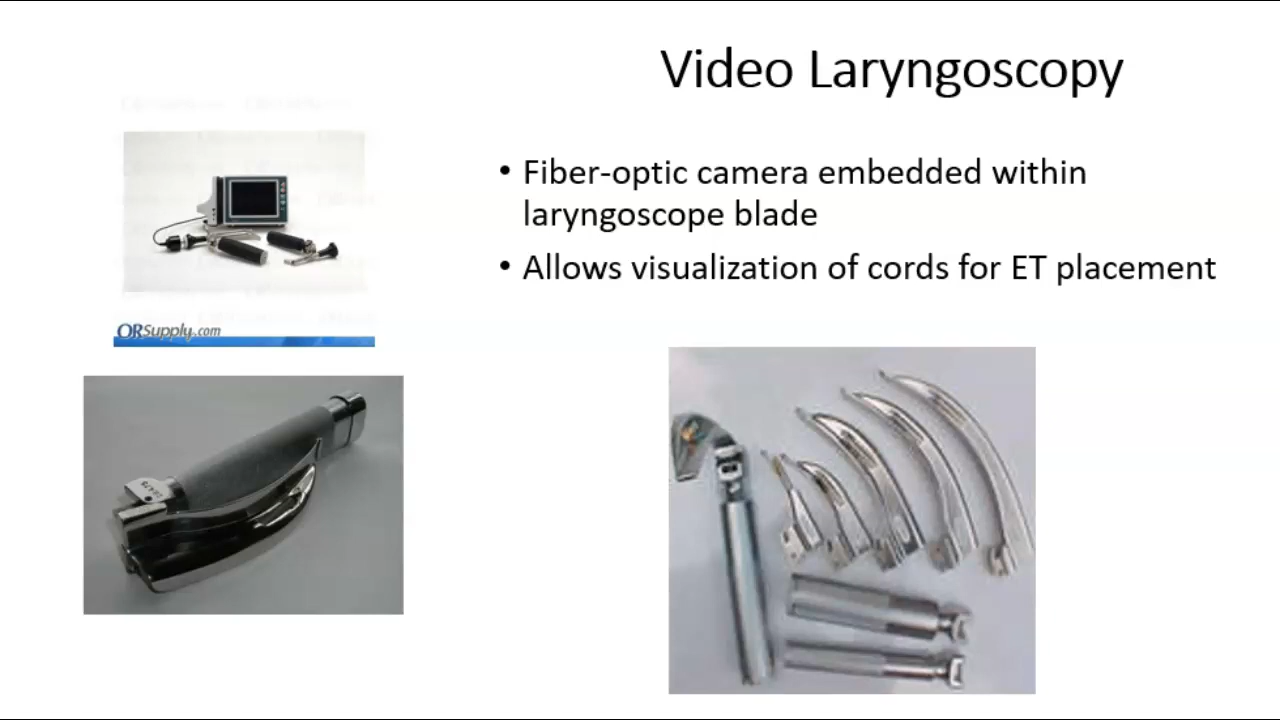 Video Laryngoscopy
• Fiber-optic camera embedded within
laryngoscope blade
• Allows visualization of cords for ET placement
ORSupply.com